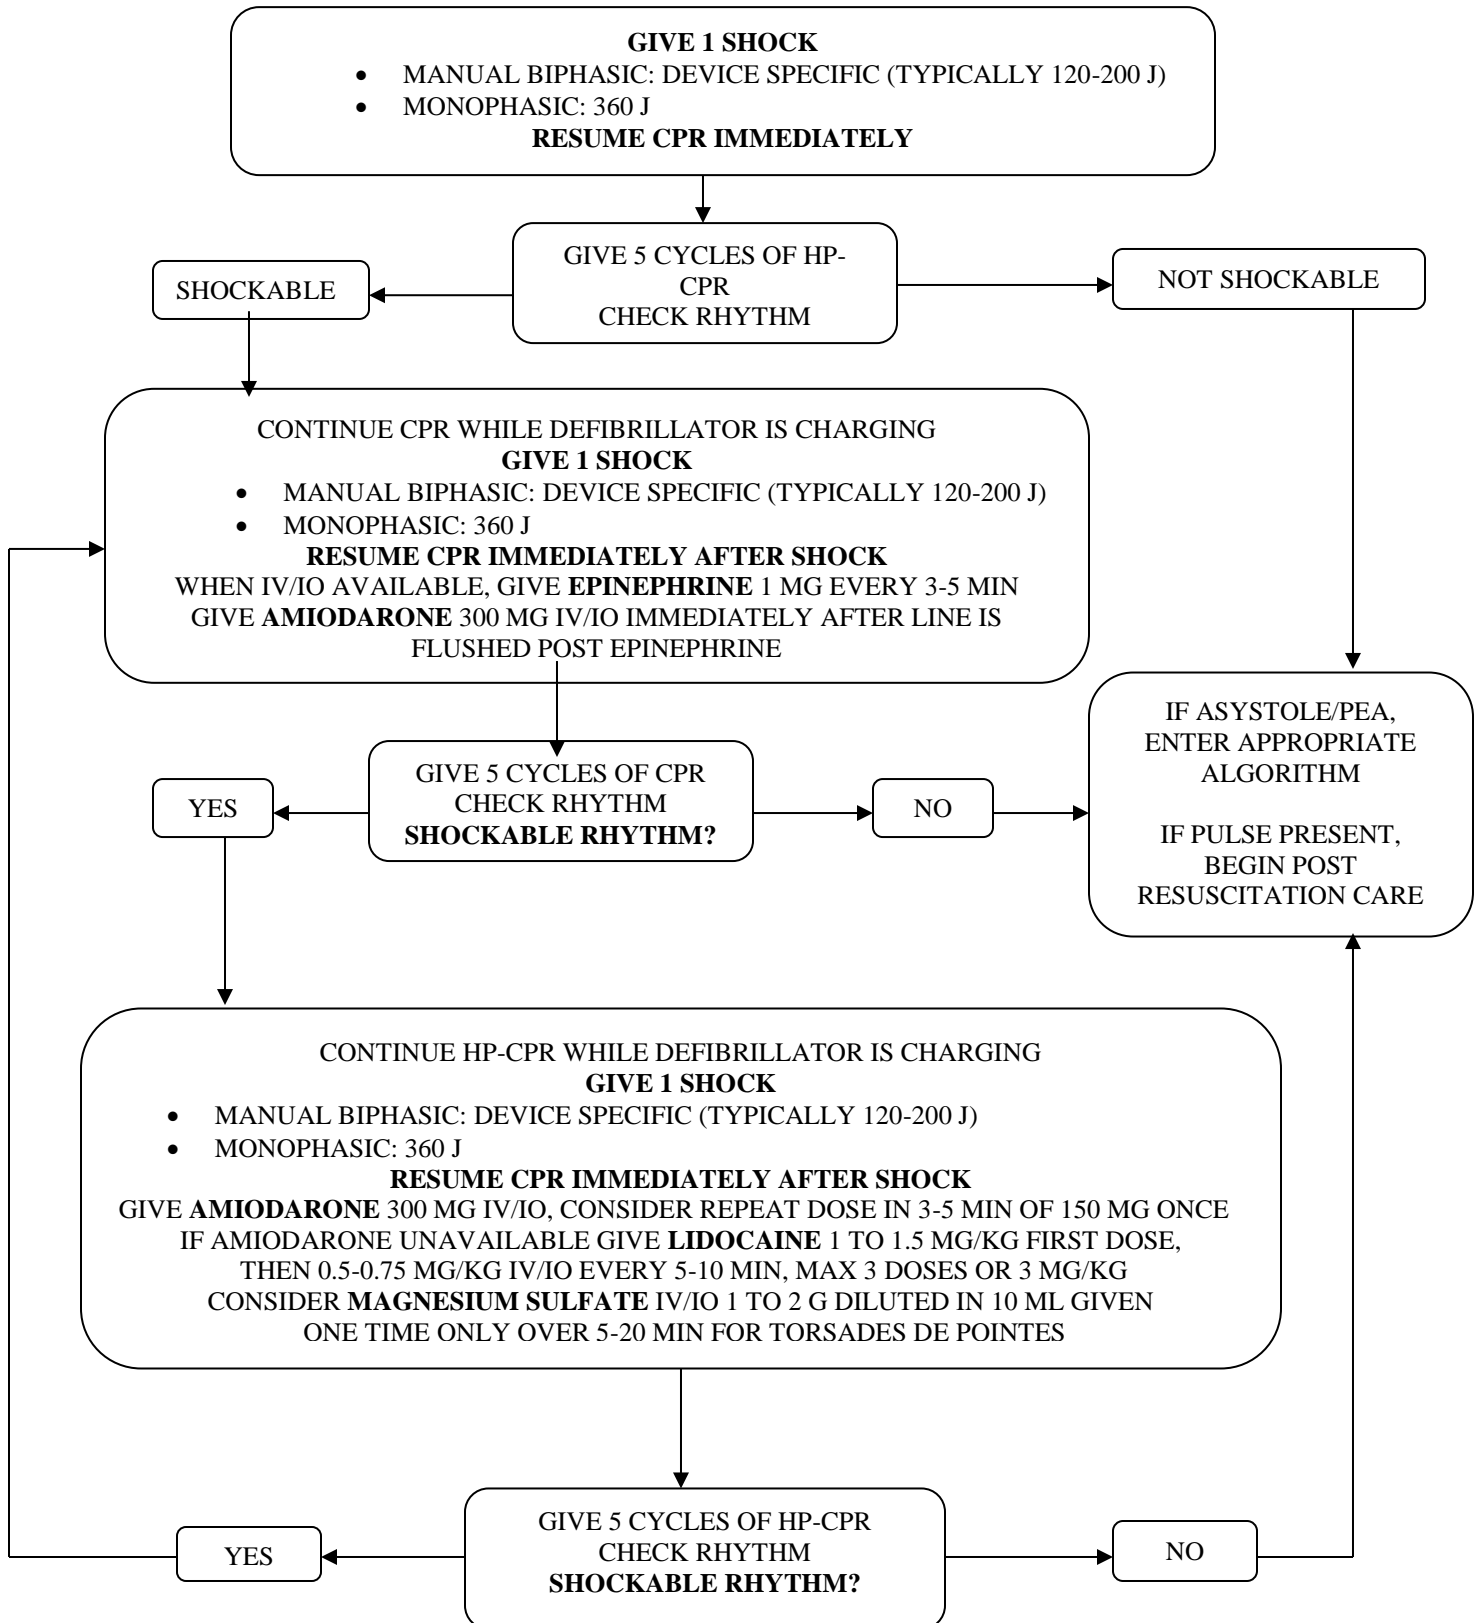 GIVE 1 SHOCK
• MANUAL BIPHASIC: DEVICE SPECIFIC (TYPICALLY 120-200 J)
• MONOPHASIC: 360 J
RESUME CPR IMMEDIATELY
GIVE 5 CYCLES OF HP-
CPR
CHECK RHYTHM
SHOCKABLE
NOT SHOCKABLE
CONTINUE CPR WHILE DEFIBRILLATOR IS CHARGING
GIVE 1 SHOCK
• MANUAL BIPHASIC: DEVICE SPECIFIC (TYPICALLY 120-200 J)
• MONOPHASIC: 360 J
RESUME CPR IMMEDIATELY AFTER SHOCK
WHEN IV/IO AVAILABLE, GIVE EPINEPHRINE 1 MG EVERY 3-5 MIN
GIVE AMIODARONE 300 MG IV/IO IMMEDIATELY AFTER LINE IS
FLUSHED POST EPINEPHRINE
IF ASYSTOLE/PEA,
ENTER APPROPRIATE
ALGORITHM
IF PULSE PRESENT,
BEGIN POST
RESUSCITATION CARE
GIVE 5 CYCLES OF CPR
CHECK RHYTHM
SHOCKABLE RHYTHM?
YES
NO
CONTINUE HP-CPR WHILE DEFIBRILLATOR IS CHARGING
GIVE 1 SHOCK
• MANUAL BIPHASIC: DEVICE SPECIFIC (TYPICALLY 120-200 J)
• MONOPHASIC: 360 J
RESUME CPR IMMEDIATELY AFTER SHOCK
GIVE AMIODARONE 300 MG IV/IO, CONSIDER REPEAT DOSE IN 3-5 MIN OF 150 MG ONCE
IF AMIODARONE UNAVAILABLE GIVE LIDOCAINE 1 TO 1.5 MG/KG FIRST DOSE,
THEN 0.5-0.75 MG/KG IV/IO EVERY 5-10 MIN, MAX 3 DOSES OR 3 MG/KG
CONSIDER MAGNESIUM SULFATE IV/IO 1 TO 2 G DILUTED IN 10 ML GIVEN
ONE TIME ONLY OVER 5-20 MIN FOR TORSADES DE POINTES
GIVE 5 CYCLES OF HP-CPR
CHECK RHYTHM
SHOCKABLE RHYTHM?
YES
NO